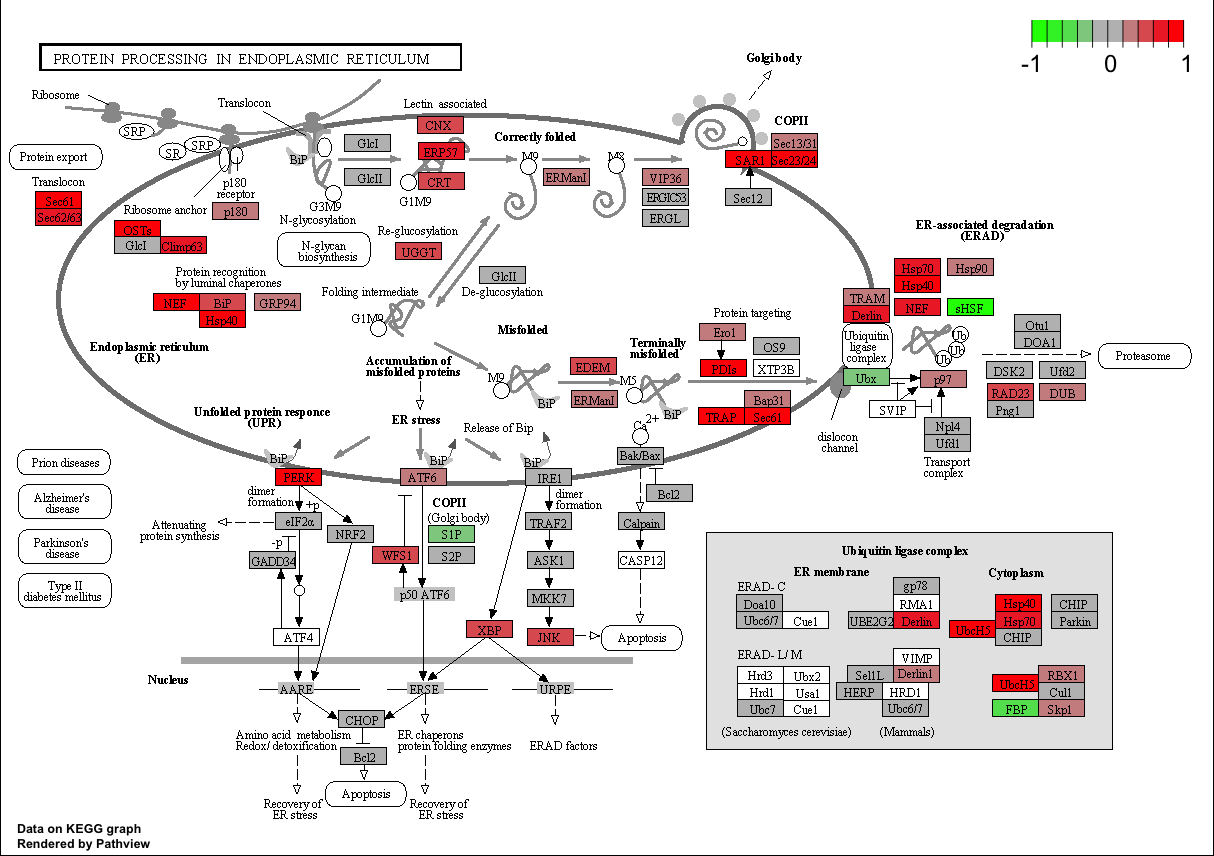 PROTEIN PROCESSING IN ENDOPLASMIC RETICULUM
-1
0
1
Golgi body
Ribosome
Translocon
Lectin associated
SRP
SR
SRP
Protein export
BiP
GlcI
GlcII
CNX
ERP57
CRT
G1M9
G3M9
N-glycosylation
Correctly folded
M9
M8
ERManI
VIP36
ERGIC53
ERGL
COPII
Sec13/31
SAR1
Sec23/24
Sec12
Translocon
Sec61
Sec62/63
p180
receptor
Ribosome anchor
p180
OSTs
GlcI
Climp63
N-glycan
biosynthesis
Re-glucosylation
UGGT
GlcII
De-glucosylation
Protein recognition
by luminal chaperones
NEF
BiP
GRP94
Hsp40
Folding intermediate
G1M9
Endoplasmic reticulum
(ER)
Misfolded
Accumulation of
misfolded proteins
M9
BiP
EDEM
ERManI
Terminally
misfolded
M5
BiP
Protein targeting
Ero1
OS9
PDIs
XTP3B
Bap31
TRAP
Sec61
ER-associated degradation
(ERAD)
Hsp70
Hsp90
Hsp40
TRAM
Derlin
NEF
sHSF
Ubiquitin
ligase
complex
Ub
Ub
Ub
Otu1
DOA1
Proteasome
Ubx
p97
DSK2
Ufd2
RAD23
DUB
Png1
SVIP
Npl4
Ufd1
dislocon
channel
Transport
complex
Unfolded protein responce
(UPR)
ER stress
Release of Bip
Ca2+
Bak/Bax
Bcl2
BiP
BiP
BiP
PERK
ATF6
IRE1
Prion diseases
Alzheimer's
disease
Parkinson's
disease
Type II
diabetes mellitus
dimer
formation
+p
eIF2α
Attenuating
protein synthesis
-p
GADD34
NRF2
ATF4
COPII
(Golgi body)
S1P
S2P
WFS1
p50 ATF6
dimer
formation
TRAF2
ASK1
MKK7
XBP
JNK
Apoptosis
Calpain
CASP12
Nucleus
AARE
ERSE
URPE
CHOP
Bcl2
Apoptosis
Amino acid metabolism
Redox/ detoxification
ER chaperons
protein folding enzymes
ERAD factors
Recovery of
ER stress
Recovery of
ER stress
Ubiquitin ligase complex
ER membrane
Cytoplasm
ERAD- C
Doa10
Ubc6/7
Cue1
gp78
RMA1
UBE2G2
Derlin
Hsp40
Hsp70
UbcH5
CHIP
CHIP
Parkin
ERAD- L/ M
Hrd3
Ubx2
Hrd1
Usa1
Ubc7
Cue1
VIMP
Sel1L
Derlin1
HERP
HRD1
Ubc6/7
UbcH5
RBX1
Cul1
FBP
Skp1
(Saccharomyces cerevisiae)
(Mammals)
Data on KEGG graph
Rendered by Pathview